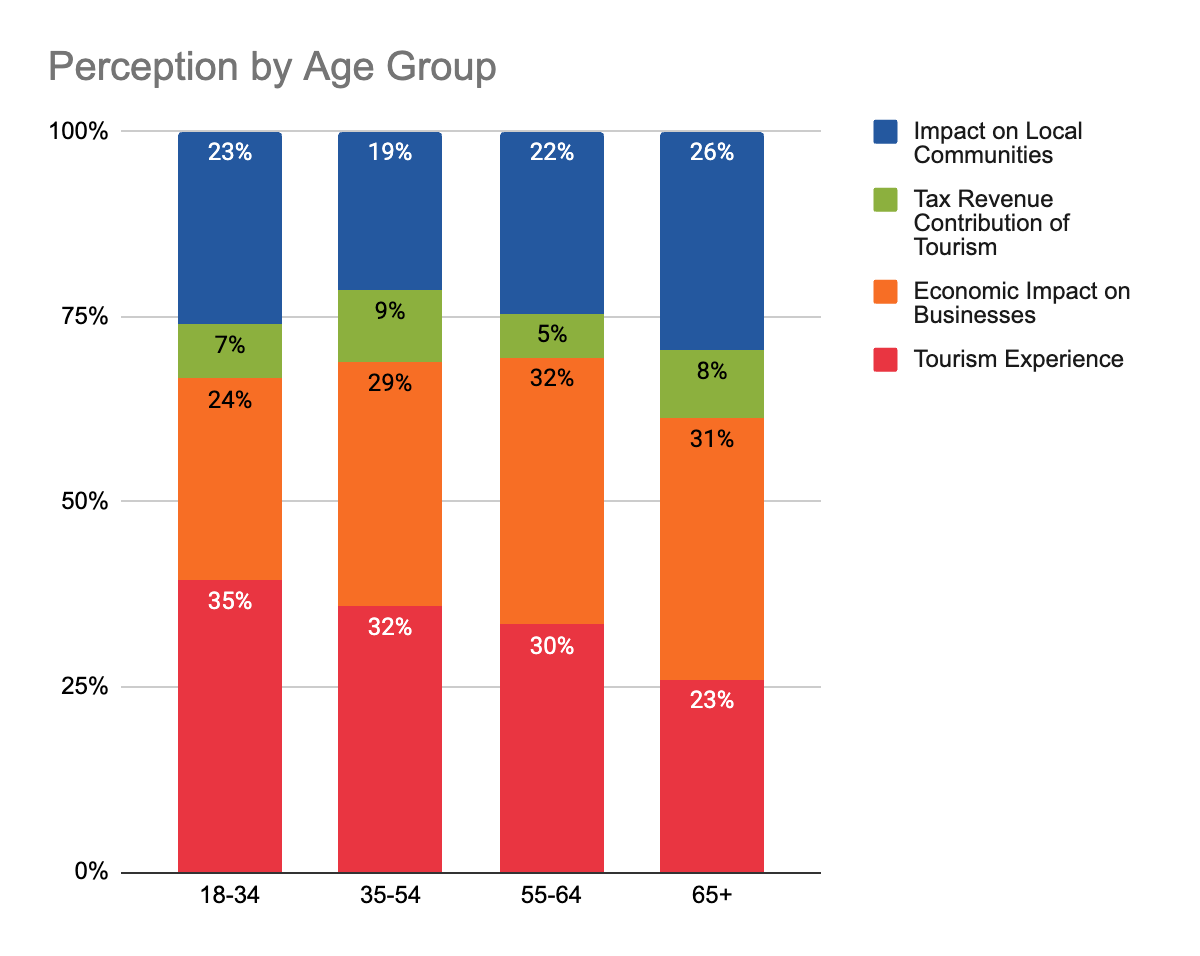 Perception by Age Group
100%
75%
50%
25%
0%
23%
19%
22%
26%
7%
9%
5%
8%
24%
29%
32%
31%
35%
32%
30%
23%
18-34
35-54
55-64
65+
Impact on Local
Communities
Tax Revenue
Contribution of
Tourism
Economic Impact on
Businesses
Tourism Experience